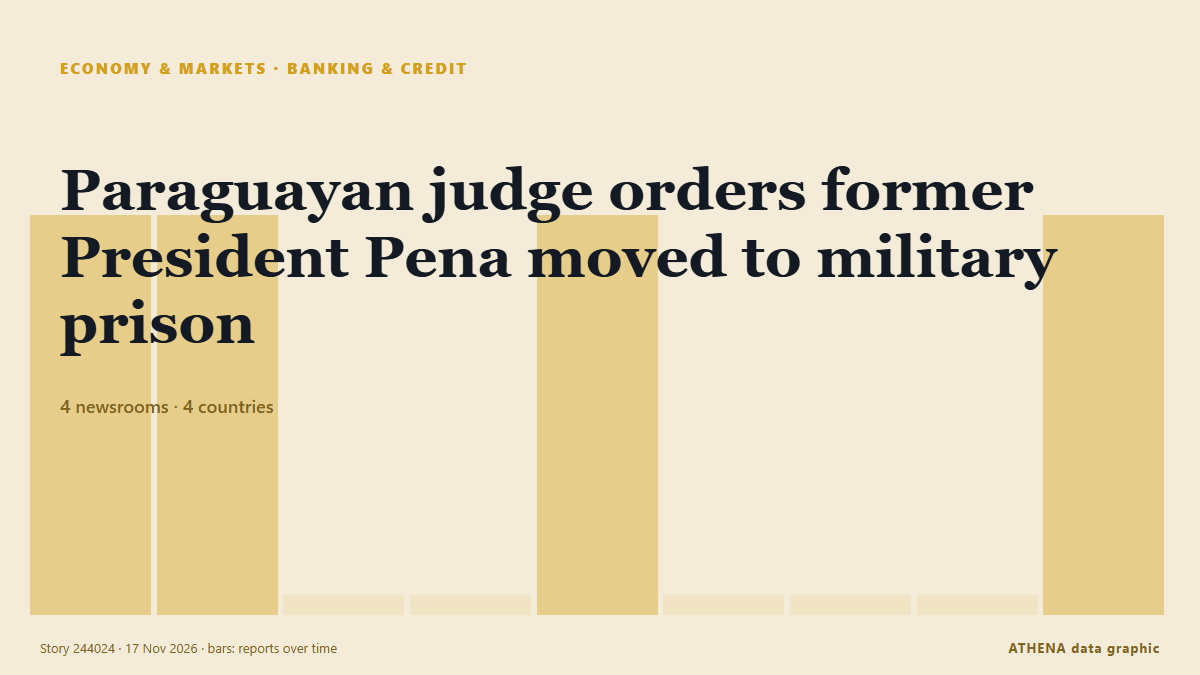 ECONOMY & MARKETS · BANKING & CREDIT
Paraguayan judge orders former
President Pena moved to military
prison
4 newsrooms · 4 countries
Story 244024 · 17 Nov 2026 · bars: reports over time
ATHENA data graphic